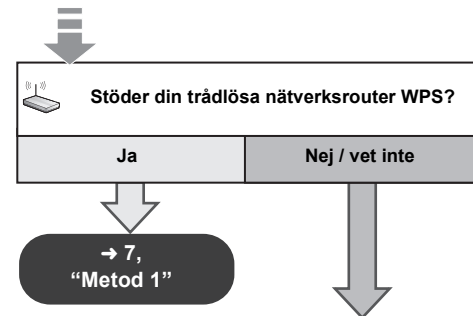 Stöder din trådlösa nätverksrouter WPS?
Ja
Nej / vet inte
➔ 7,
“Metod 1”